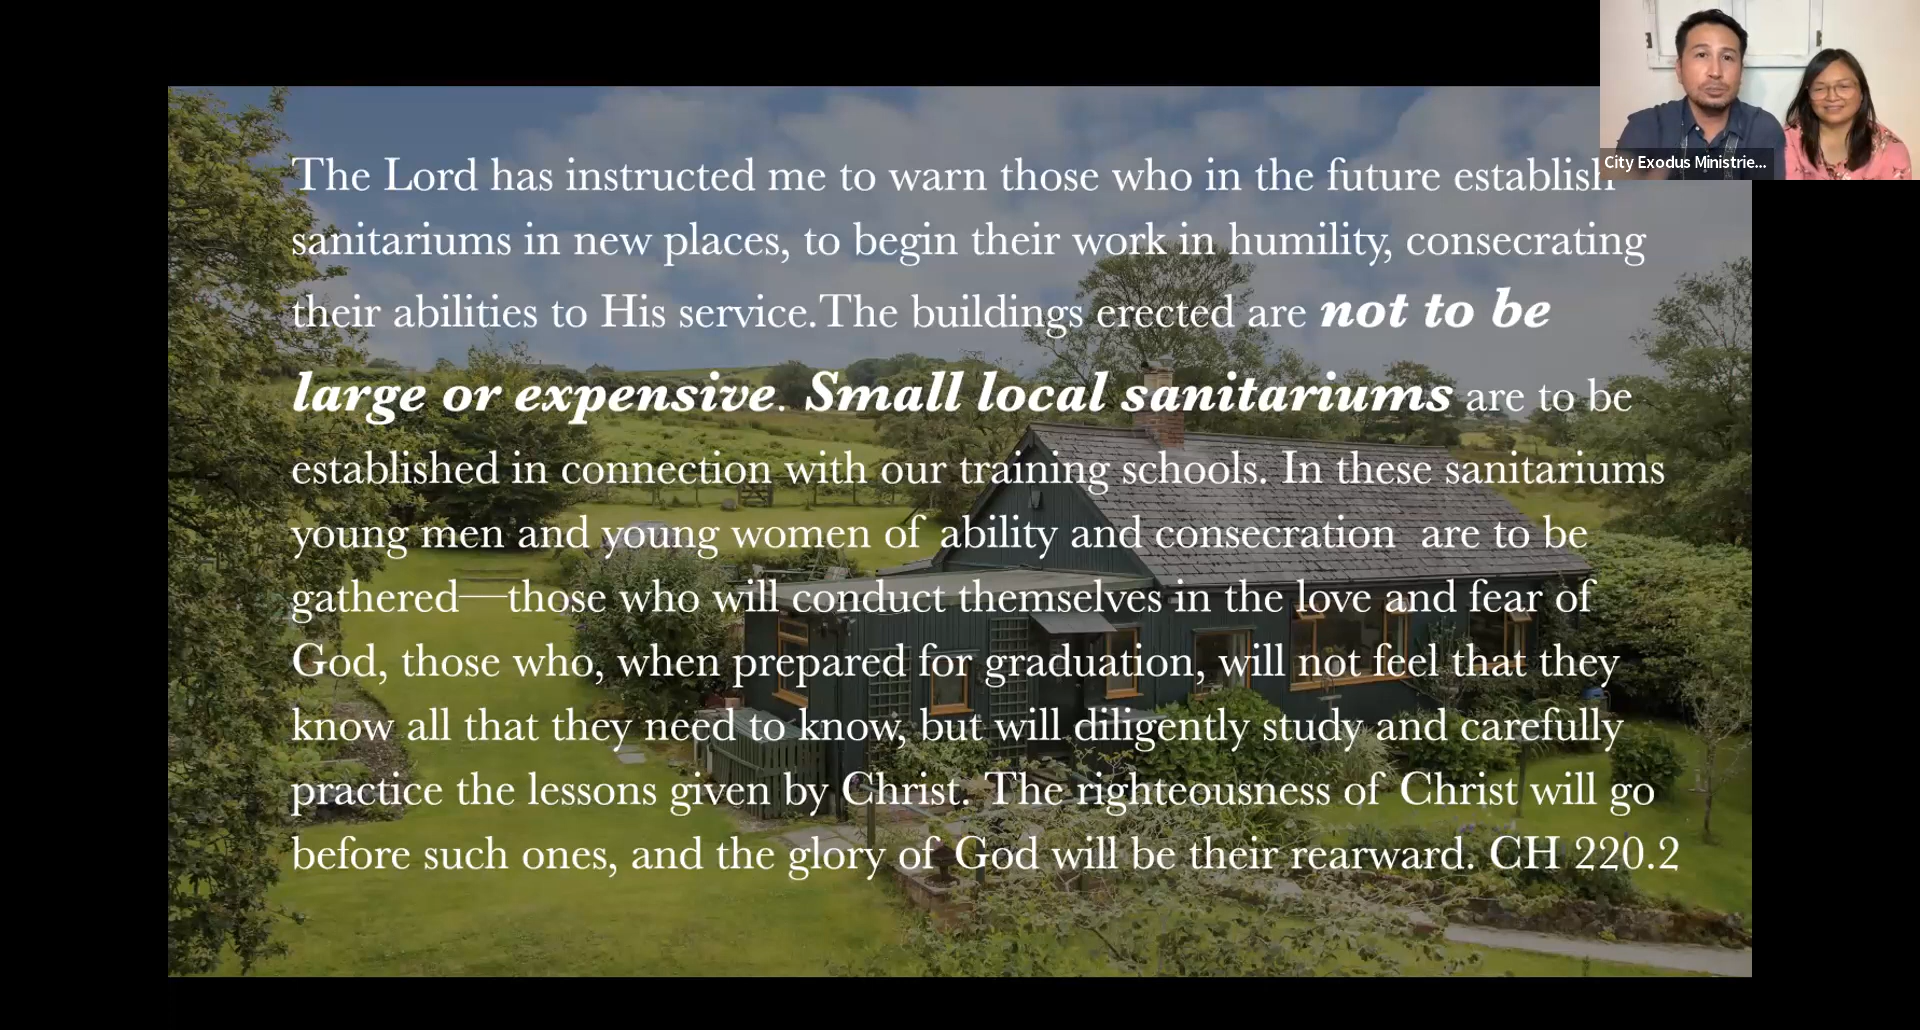 The Lord has instructed me to warn those who in the future establish
sanitariums in new places, to begin their work in humility, consecrating
their abilities to His service.The buildings erected are not to be
large or expensive. Small local sanitariums are to be
established in connection with our training schools. In these sanitariums
young men and young women of ability and consecration are to be
gathered—those who will conduct themselves in the love and fear of
God, those who, when prepared for graduation, will not feel that they
know all that they need to know, but will diligently study and carefully
practice the lessons given by Christ. The righteousness of Christ will go
before such ones, and the glory of God will be their rearward. CH 220.2
City Exodus Ministrie...